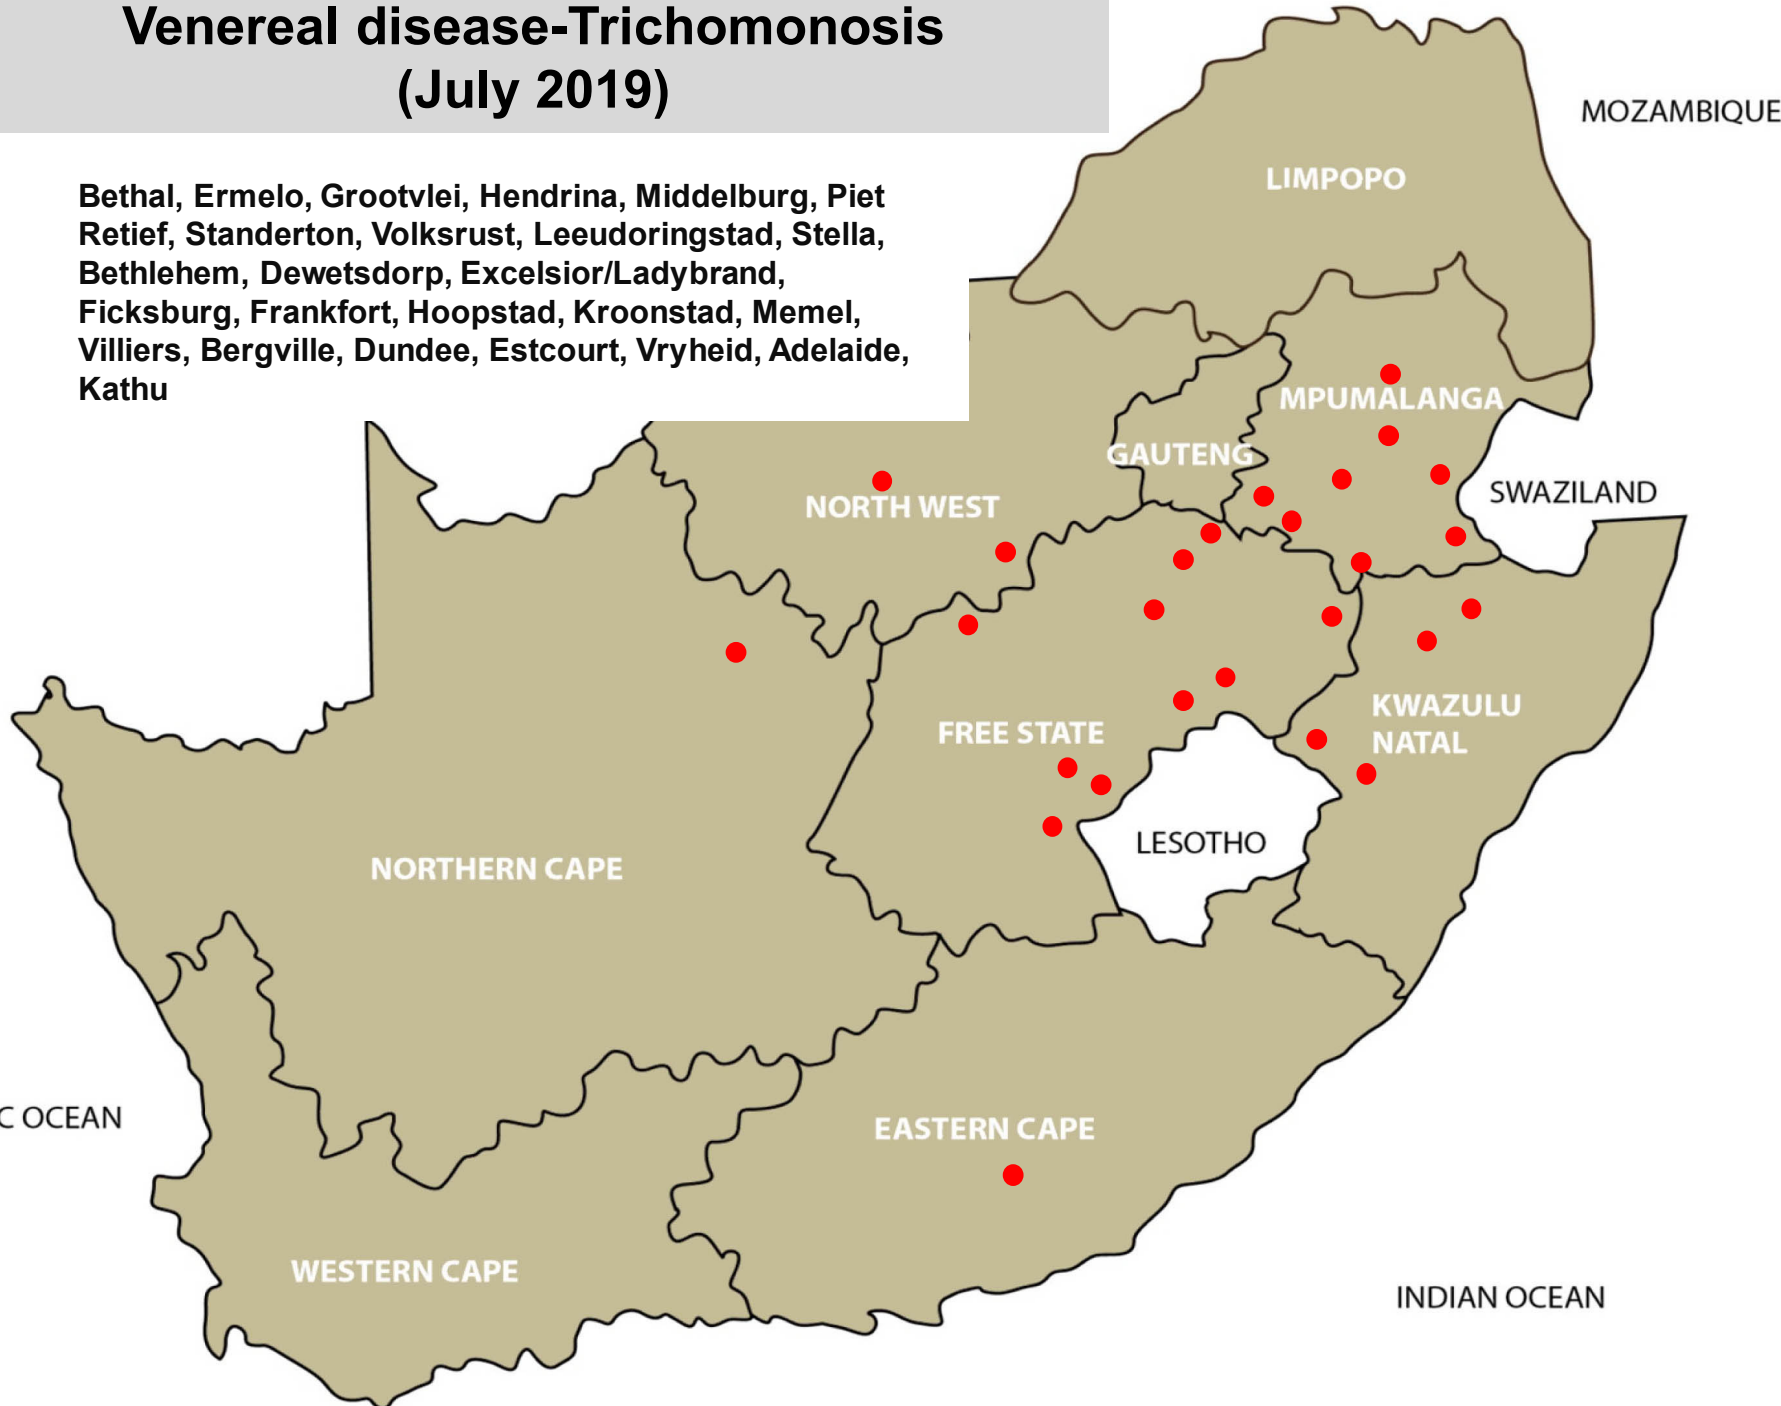 Venereal disease-Trichomonosis
(July 2019)
Bethal, Ermelo, Grootvlei, Hendrina, Middelburg, Piet
Retief, Standerton, Volksrust, Leeudoringstad, Stella,
Bethlehem, Dewetsdorp, Excelsior/Ladybrand,
Ficksburg, Frankfort, Hoopstad, Kroonstad, Memel,
Villiers, Bergville, Dundee, Estcourt, Vryheid, Adelaide,
Kathu
MOZAMBIQUE
LIMPOPO
MPUMALANGA
GAUTENG
SWAZILAND
NORTH WEST
KWAZULU
NATAL
FREE STATE
LESOTHO
NORTHERN CAPE
C OCEAN
EASTERN CAPE
WESTERN CAPE
INDIAN OCEAN